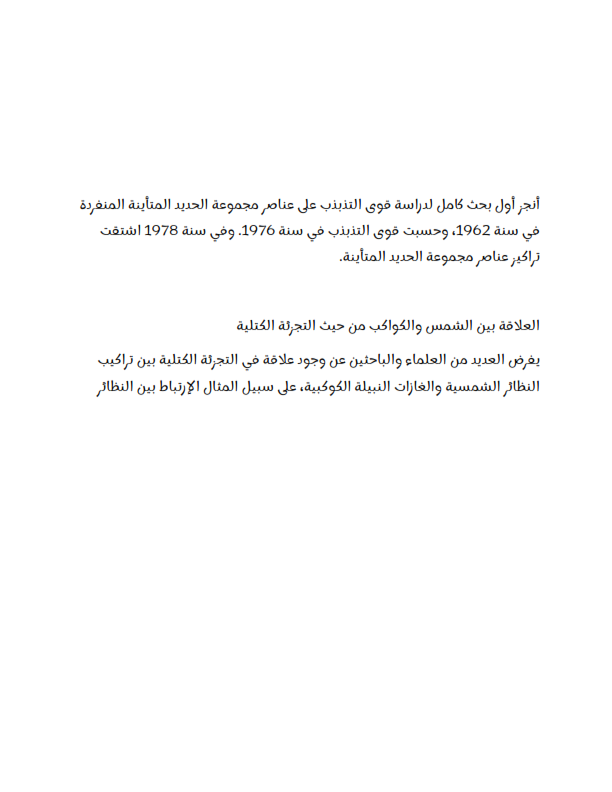 أنجز أول بحث كامل لدراسة قوى التذبذب على عناصر مجموعة الحديد المتأينة المنفردة
في سنة 1962، وحسبت قوى التذبذب في سنة 1976. وفي سنة 1978 اشتقت
تراكيز عناصر مجموعة الحديد المتأينة.
العلاقة بين الشمس والكواكب من حيث التجزئة الكتلية
يفرض العديد من العلماء والباحثين عن وجود علاقة في التجزئة الكتلية بين تراكيب
النظائر الشمسية والغازات النبيلة الكوكبية، على سبيل المثال الإرتباط بين النظائر